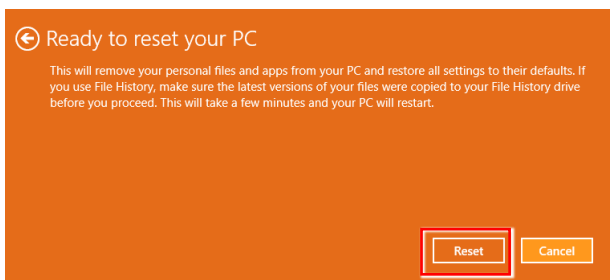 Ready to reset your PC
This will remove your personal files and apps from your PC and restore all settings to their defaults. If
you use File History, make sure the latest versions of your files were copied to your File History drive
before you proceed. This will take a few minutes and your PC will restart.
Reset
Cancel